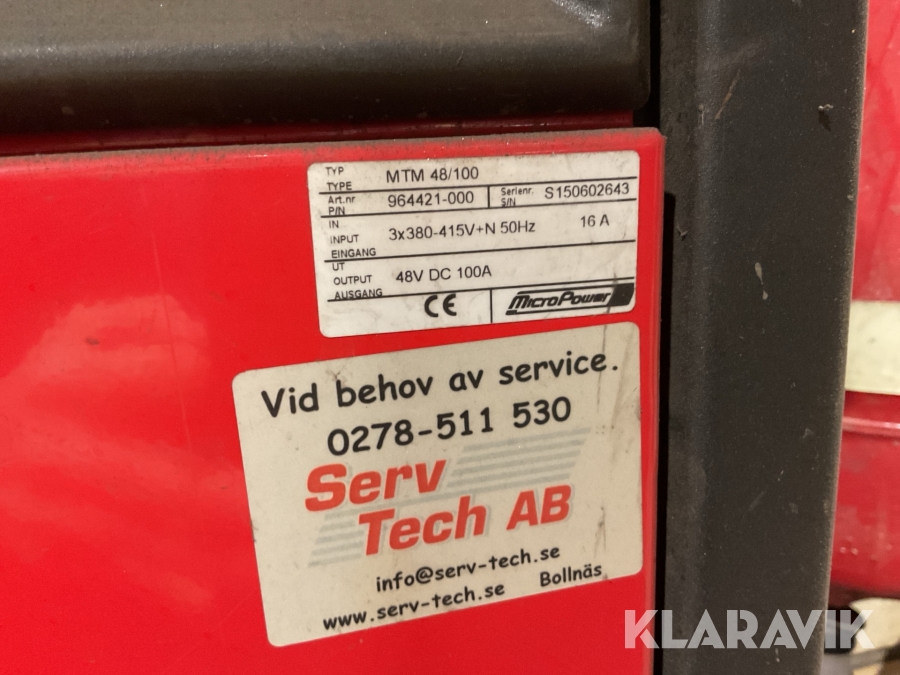 TYP
TYPE
MTM 48/100
Art.nr
P/N
964421-000
Serienr.
S/N
S150602643
IN
INPUT
EINGANG
3x380-415V+N 50Hz
16 A
UT
OUTPUT
AUSGANG
48V DC 100A
CE
MICROPOWER
Vid behov av service.
0278-511 530
Serv
Tech AB
info@serv-tech.se
www.serv-tech.se Bollnäs
KLARAVIK